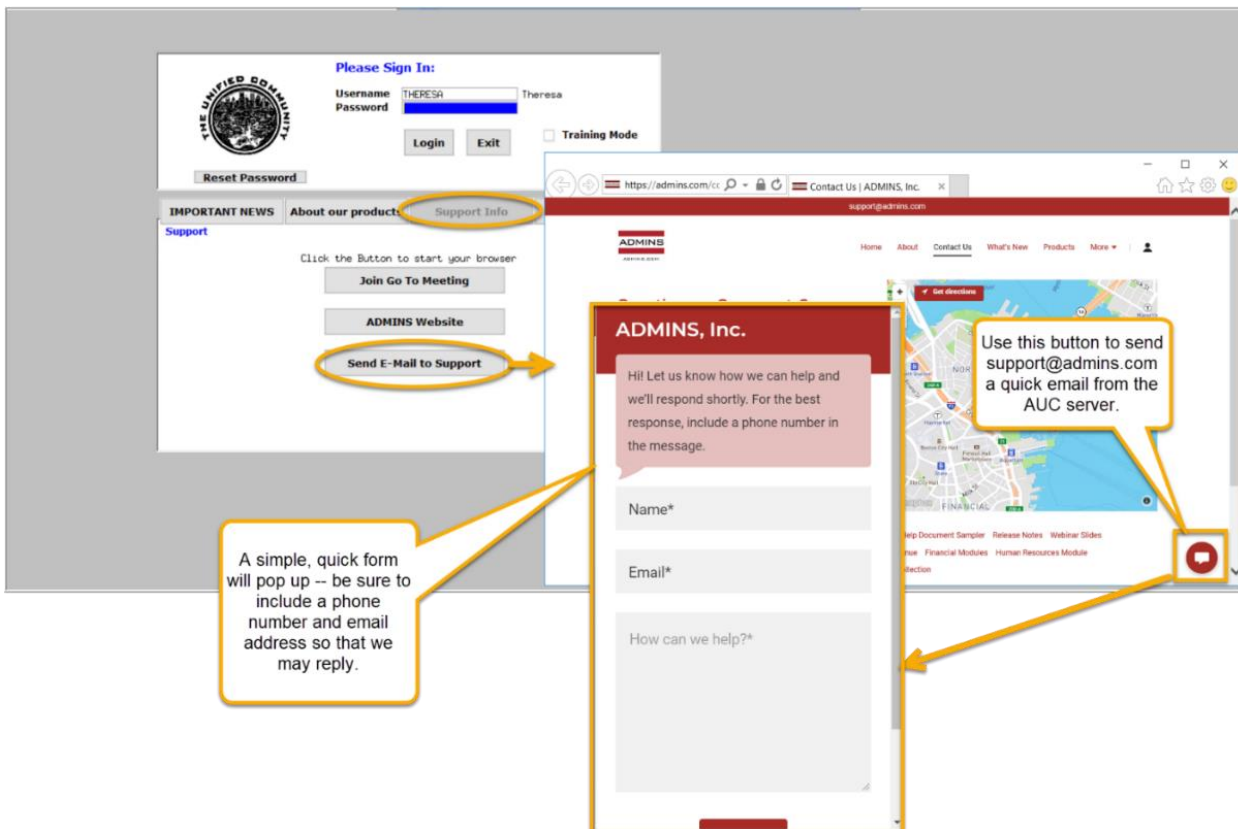 THE UNIFIED COMMUNITY
Please Sign In:
Username THERESA Theresa
Password
Login Exit Training Mode
Reset Password
IMPORTANT NEWS About our products Support Info
Support
Click the Button to start your browser
Join Go To Meeting
ADMINS Website
Send E-Mail to Support
https://admins.com/cc
Contact Us | ADMINS, Inc. ×
support@admins.com
ADMINS
Home About Contact Us What's New Products More
Get directions
Use this button to send
support@admins.com
a quick email from the
AUC server.
FINANCIAL
Help Document Sampler Release Notes Webinar Slides
Financial Modules Human Resources Module
ADMINS, Inc.
Hi! Let us know how we can help and
we'll respond shortly. For the best
response, include a phone number in
the message.
Name*
Email*
How can we help?*
A simple, quick form
will pop up -- be sure to
include a phone
number and email
address so that we
may reply.